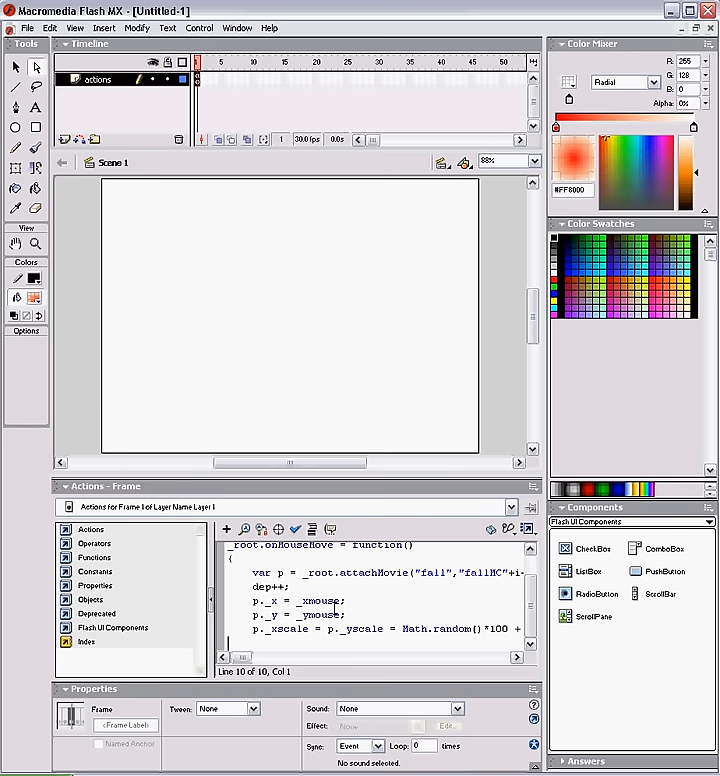 Macromedia Flash MX - [Untitled-1]
File Edit View Insert Modify Text Control Window Help
Tools
Timeline
1 5 10 15 20 25 30 35 40 45 50
actions
1 30.0 fps 0.0s
Scene 1
88%
View
Colors
Options
Color Mixer
Radial
R: 255
G: 128
B: 0
Alpha: 0%
#FF8000
Color Swatches
Actions - Frame
Actions for Frame 1 of Layer Name Layer 1
Actions
Operators
Functions
Constants
Properties
Objects
Deprecated
Flash UI Components
Index
_root.onMouseMove = function()
{
var p = _root.attachMovie("fall","fallMC"+i-
dep++;
p._x = _xmouse;
p._y = _ymouse;
p._xscale = p._yscale = Math.random()*100 +
Line 10 of 10, Col 1
Components
Flash UI Components
CheckBox ComboBox
ListBox PushButton
RadioButton ScrollBar
ScrollPane
Properties
Frame
<Frame Label>
Named Anchor
Tween: None
Sound: None
Effect: None Edit...
Sync: Event Loop: 0 times
No sound selected.
Answers